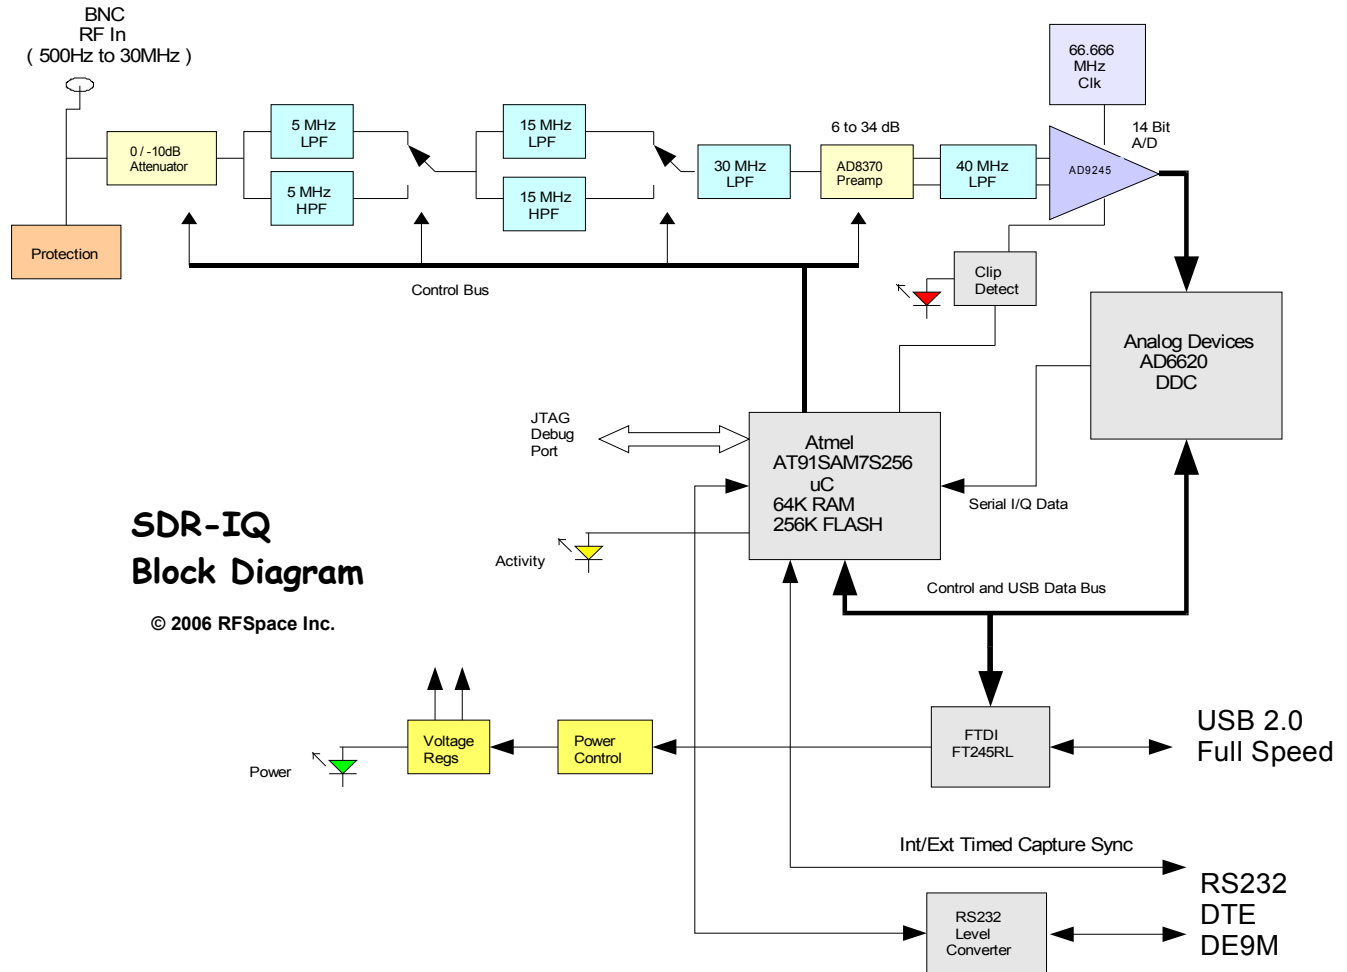 BNC
RF In
( 500Hz to 30MHz )
0 / -10dB
Attenuator
Protection
5 MHz
LPF
5 MHz
HPF
15 MHz
LPF
15 MHz
HPF
30 MHz
LPF
6 to 34 dB
AD8370
Preamp
40 MHz
LPF
66.666
MHz
Clk
14 Bit
A/D
AD9245
Control Bus
Clip
Detect
Analog Devices
AD6620
DDC
JTAG
Debug
Port
Atmel
AT91SAM7S256
uC
64K RAM
256K FLASH
Serial I/Q Data
SDR-IQ
Block Diagram
© 2006 RFSpace Inc.
Activity
Control and USB Data Bus
Power
Voltage
Regs
Power
Control
FTDI
FT245RL
USB 2.0
Full Speed
Int/Ext Timed Capture Sync
RS232
Level
Converter
RS232
DTE
DE9M